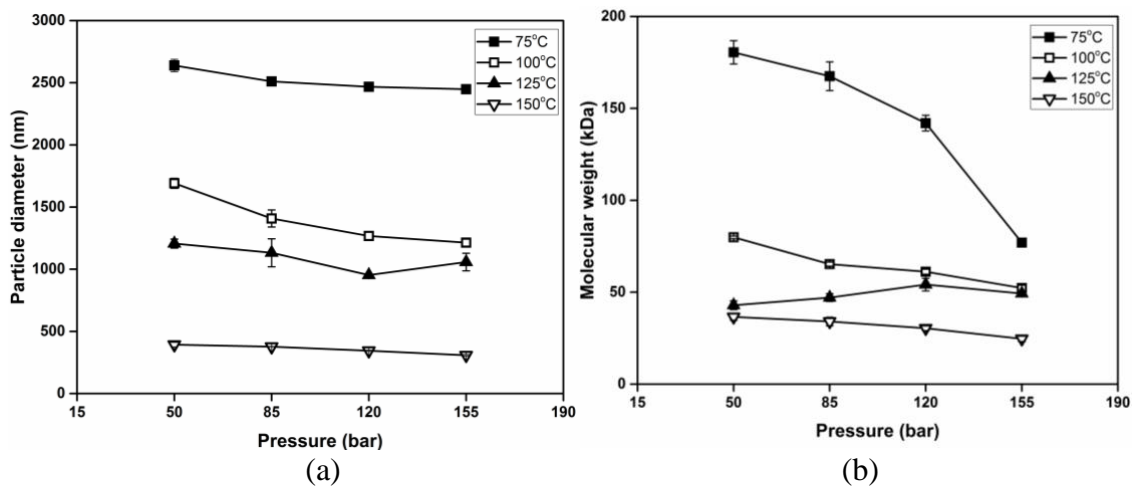 3000
2500
2000
1500
1000
500
0
Particle diameter (nm)
75°C
100°C
125°C
150°C
15 50 85 120 155 190
Pressure (bar)
(a)
200
150
100
50
0
Molecular weight (kDa)
75°C
100°C
125°C
150°C
15 50 85 120 155 190
Pressure (bar)
(b)